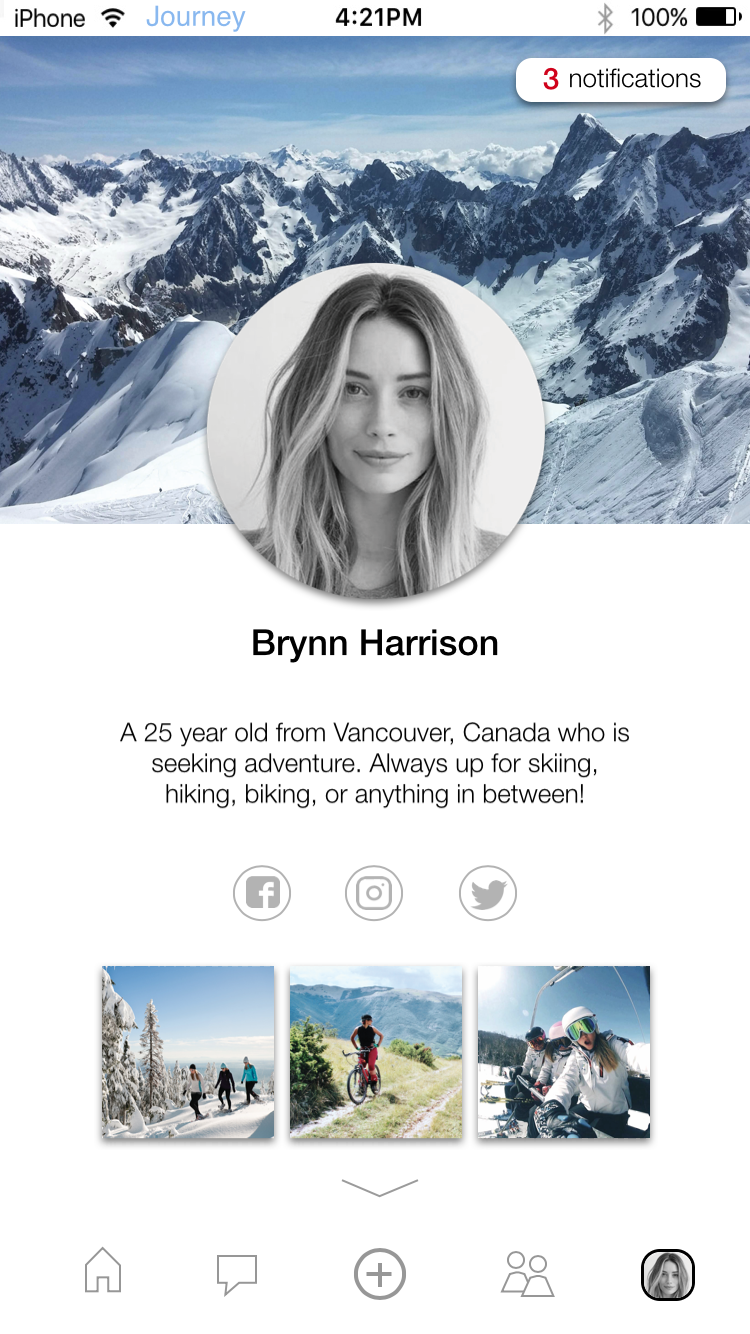 iPhone Journey 4:21PM 100%
3 notifications
Brynn Harrison
A 25 year old from Vancouver, Canada who is
seeking adventure. Always up for skiing,
hiking, biking, or anything in between!